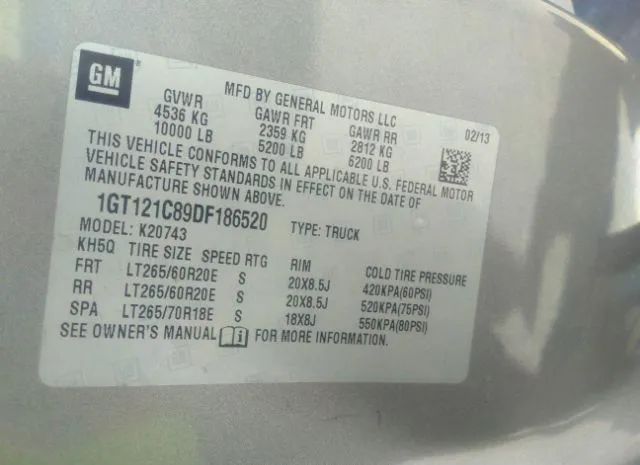 GM
MFD BY GENERAL MOTORS LLC
GVWR GAWR FRT GAWR RR 02/13
4536 KG 2359 KG 2812 KG
10000 LB 5200 LB 6200 LB
THIS VEHICLE CONFORMS TO ALL APPLICABLE U.S. FEDERAL MOTOR
VEHICLE SAFETY STANDARDS IN EFFECT ON THE DATE OF
MANUFACTURE SHOWN ABOVE.
1GT121C89DF186520 TYPE: TRUCK
MODEL: K20743
KH5Q TIRE SIZE SPEED RTG RIM COLD TIRE PRESSURE
FRT LT265/60R20E S 20X8.5J 420KPA(60PSI)
RR LT265/60R20E S 20X8.5J 520KPA(75PSI)
SPA LT265/70R18E S 18X8J 550KPA(80PSI)
SEE OWNER'S MANUAL i FOR MORE INFORMATION.